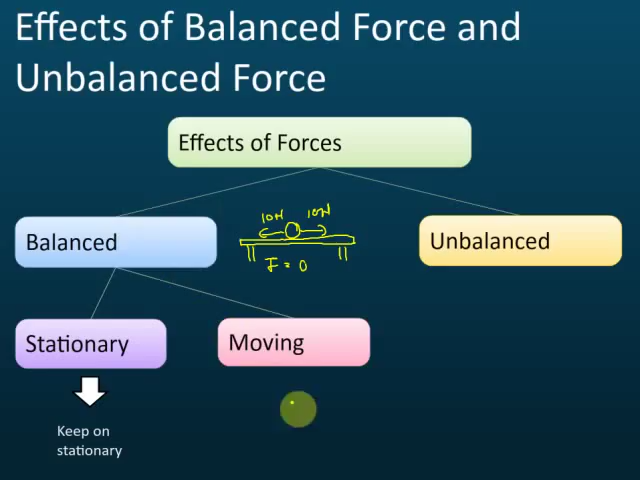 Effects of Balanced Force and
Unbalanced Force
Effects of Forces
10N 10N
Balanced
Unbalanced
F = 0
Stationary
Moving
Keep on
stationary